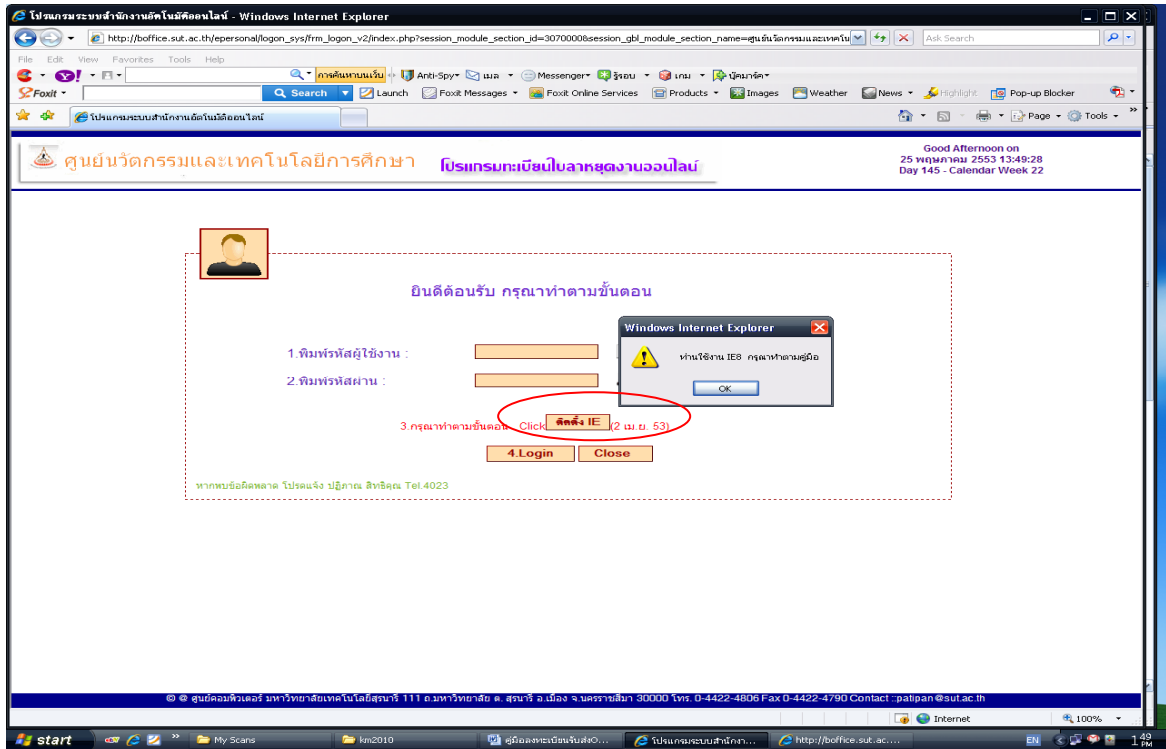 โปรแกรมระบบสำนักงานอัตโนมัติออนไลน์ - Windows Internet Explorer
http://boffice.sut.ac.th/epersonal/logon_sys/frm_logon_v2/index.php?session_module_section_id=3070000&session_gbl_module_section_name=ศูนย์นวัตกรรมและเทคโน
Ask Search
File Edit View Favorites Tools Help
การค้นหาบนเว็บ Anti-Spy เมล Messenger รู้รอบ เกม บุ๊คมาร์ค
Foxit Search Launch Foxit Messages Foxit Online Services Products Images Weather News Highlight Pop-up Blocker
โปรแกรมระบบสำนักงานอัตโนมัติออนไลน์ Page Tools
ศูนย์นวัตกรรมและเทคโนโลยีการศึกษา
โปรแกรมทะเบียนใบลาหยุดงานออนไลน์
Good Afternoon on
25 พฤษภาคม 2553 13:49:28
Day 145 - Calendar Week 22
ยินดีต้อนรับ กรุณาทำตามขั้นตอน
Windows Internet Explorer
ท่านใช้งาน IE8 กรุณาทำตามคู่มือ
OK
1.พิมพ์รหัสผู้ใช้งาน :
2.พิมพ์รหัสผ่าน :
3.กรุณาทำตามขั้นตอน Click ติดตั้ง IE (2 เม.ย. 53)
4.Login Close
หากพบข้อผิดพลาด โปรดแจ้ง ปฏิภาณ สิทธิคุณ Tel.4023
© @ ศูนย์คอมพิวเตอร์ มหาวิทยาลัยเทคโนโลยีสุรนารี 111 ถ.มหาวิทยาลัย ต. สุรนารี อ.เมือง จ.นครราชสีมา 30000 โทร. 0-4422-4806 Fax 0-4422-4790 Contact ::patipan@sut.ac.th
Internet 100%
start My Scans km2010 คู่มือลงทะเบียนรับส่งO... โปรแกรมระบบสำนักงา... http://boffice.sut.ac.... EN 1:49 PM